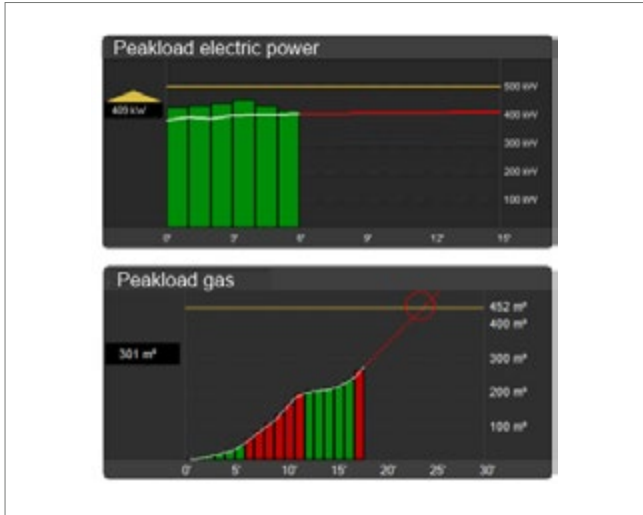 Peakload electric power
500 kW
409 kW
400 kW
300 kW
200 kW
100 kW
0' 3' 6' 9' 12' 15'
Peakload gas
452 m³
400 m³
301 m³
300 m³
200 m³
100 m³
0' 5' 10' 15' 20' 25' 30'